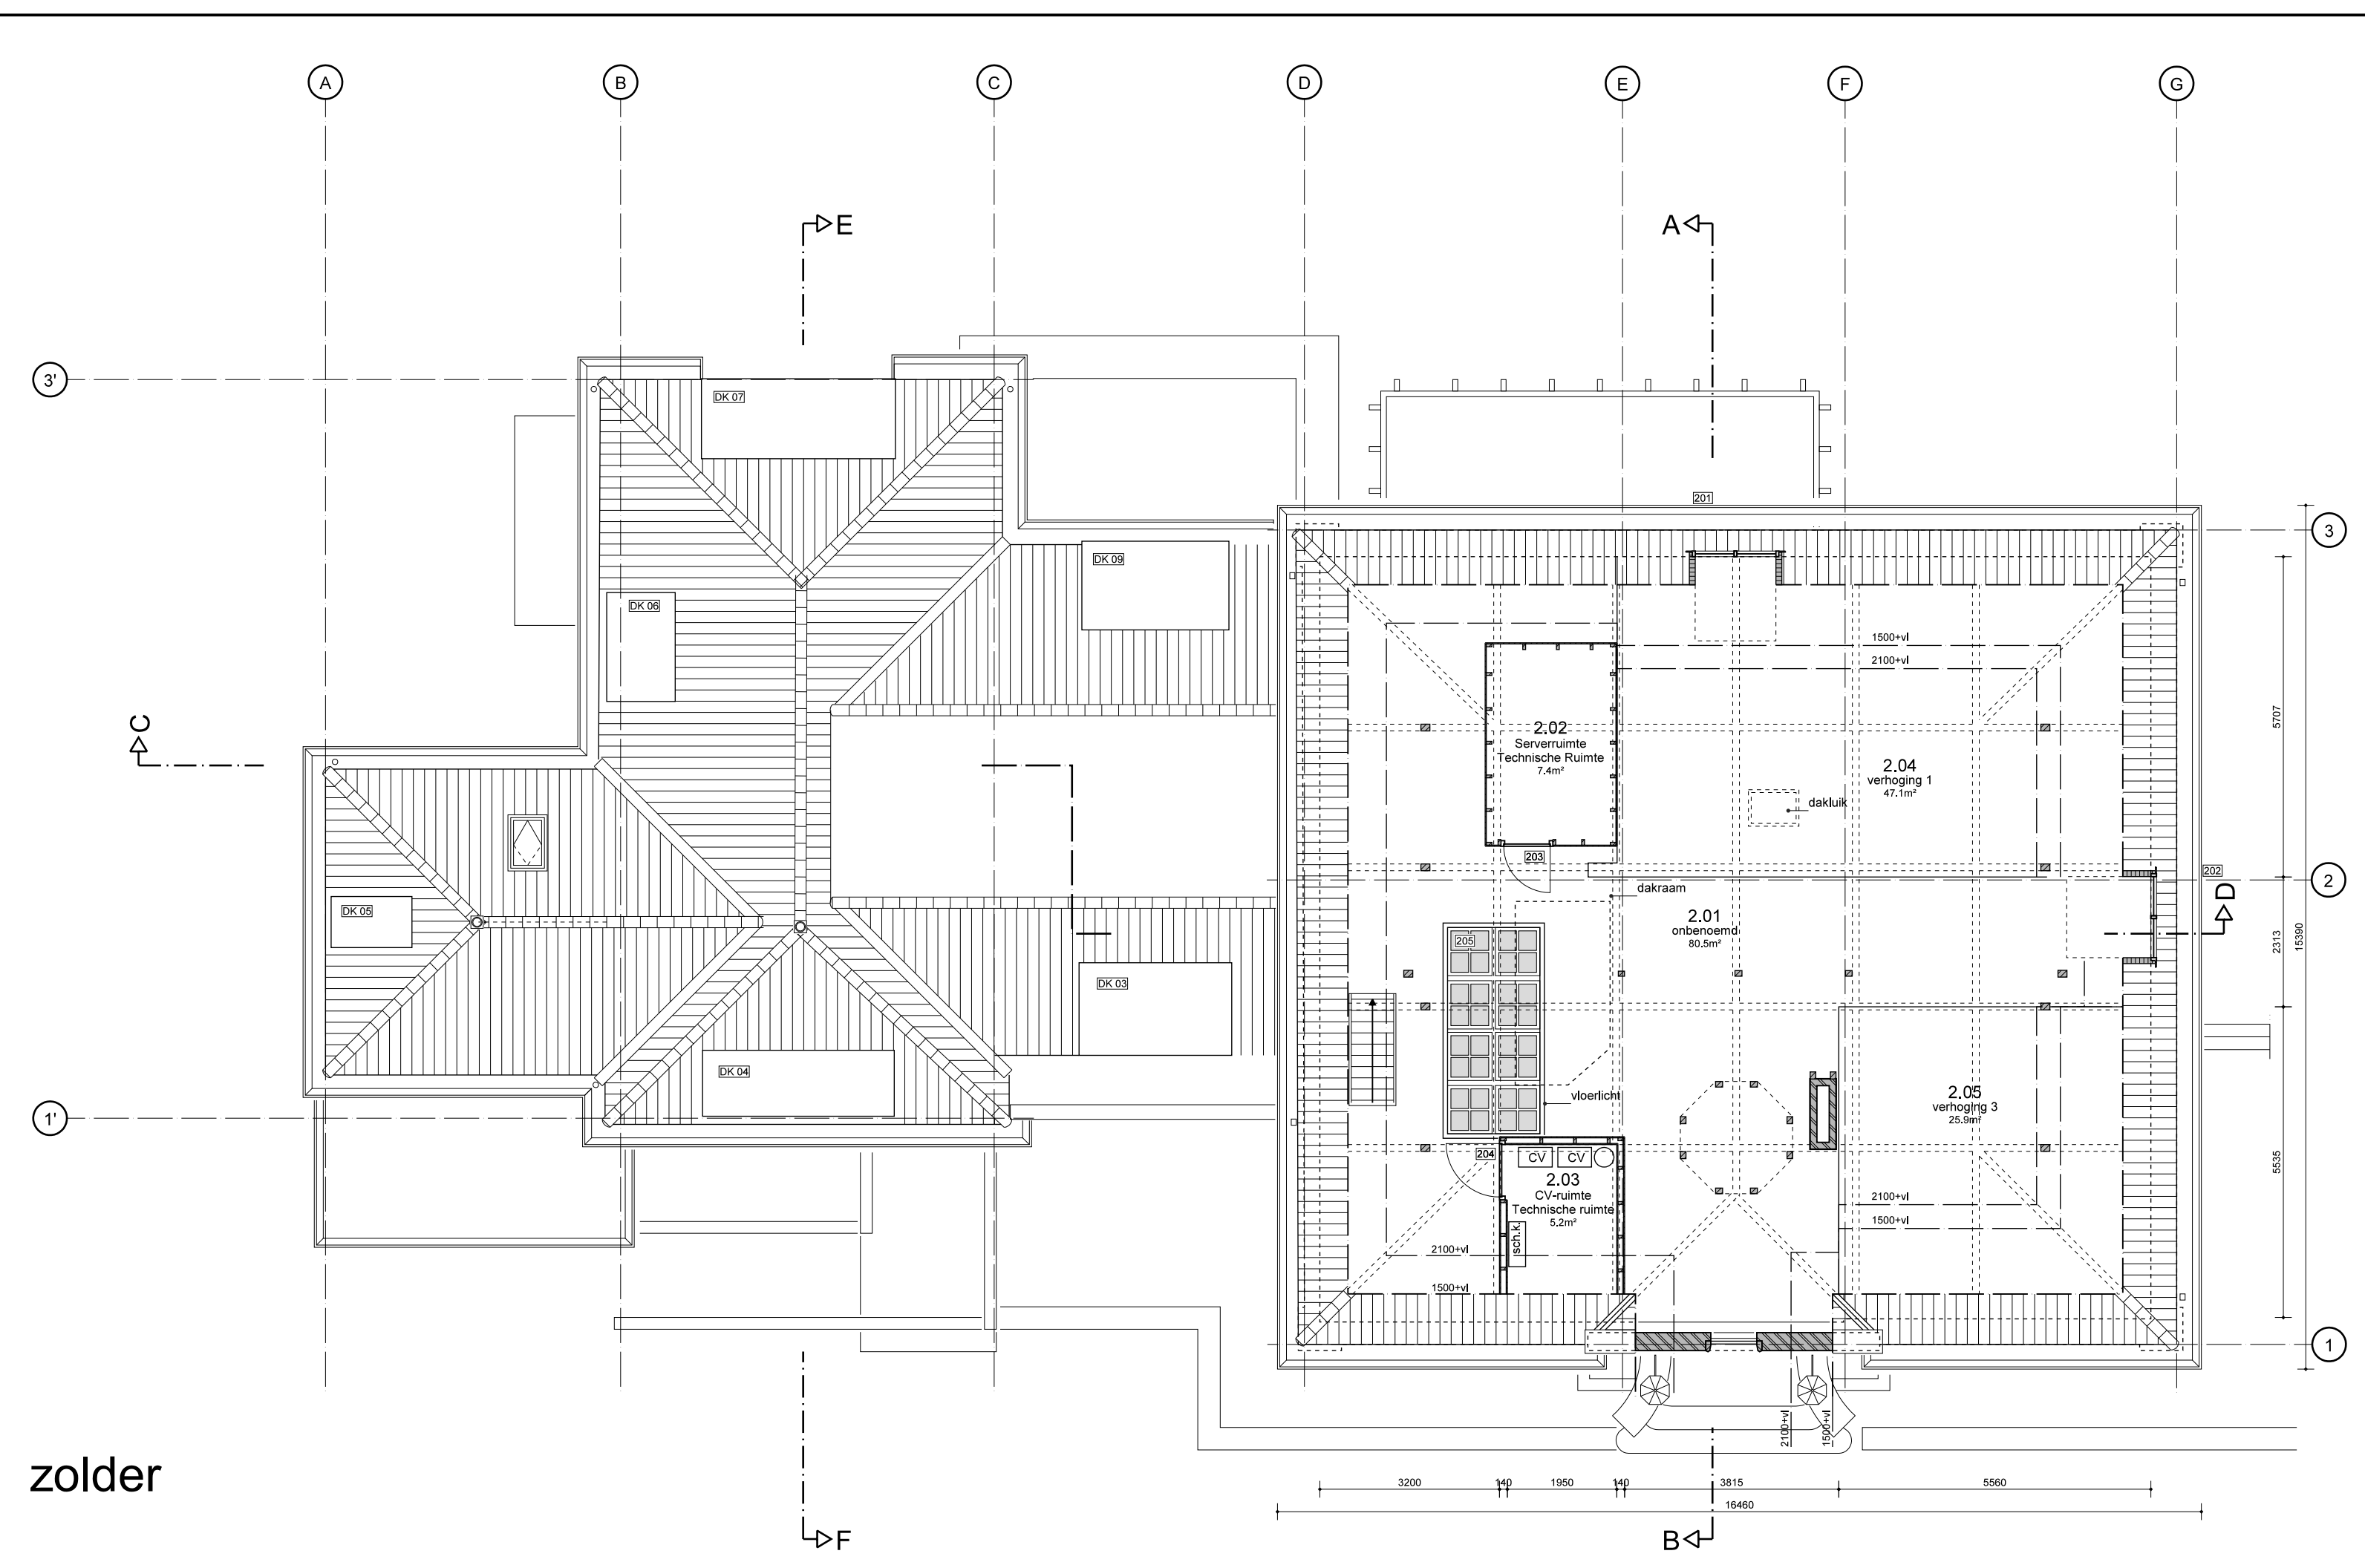 A
B
C
D
E
F
G
E
A
3'
DK 07
201
3
DK 09
DK 06
1500+vl
2100+vl
5707
C
2.02
Serverruimte
Technische Ruimte
7.4m²
2.04
verhoging 1
47.1m²
dakluik
203
202
2
dakraam
D
DK 05
2.01
onbenoemd
80.5m²
205
2313
15390
DK 03
DK 04
vloerlicht
2.05
verhoging 3
25.9m²
1'
204
CV
CV
2.03
CV-ruimte
Technische ruimte
5.2m²
5535
sch.k.
2100+vl
1500+vl
2100+vl
1500+vl
1
2100+vl
1500+vl
zolder
3200
140
1950
140
3815
5560
16460
F
B